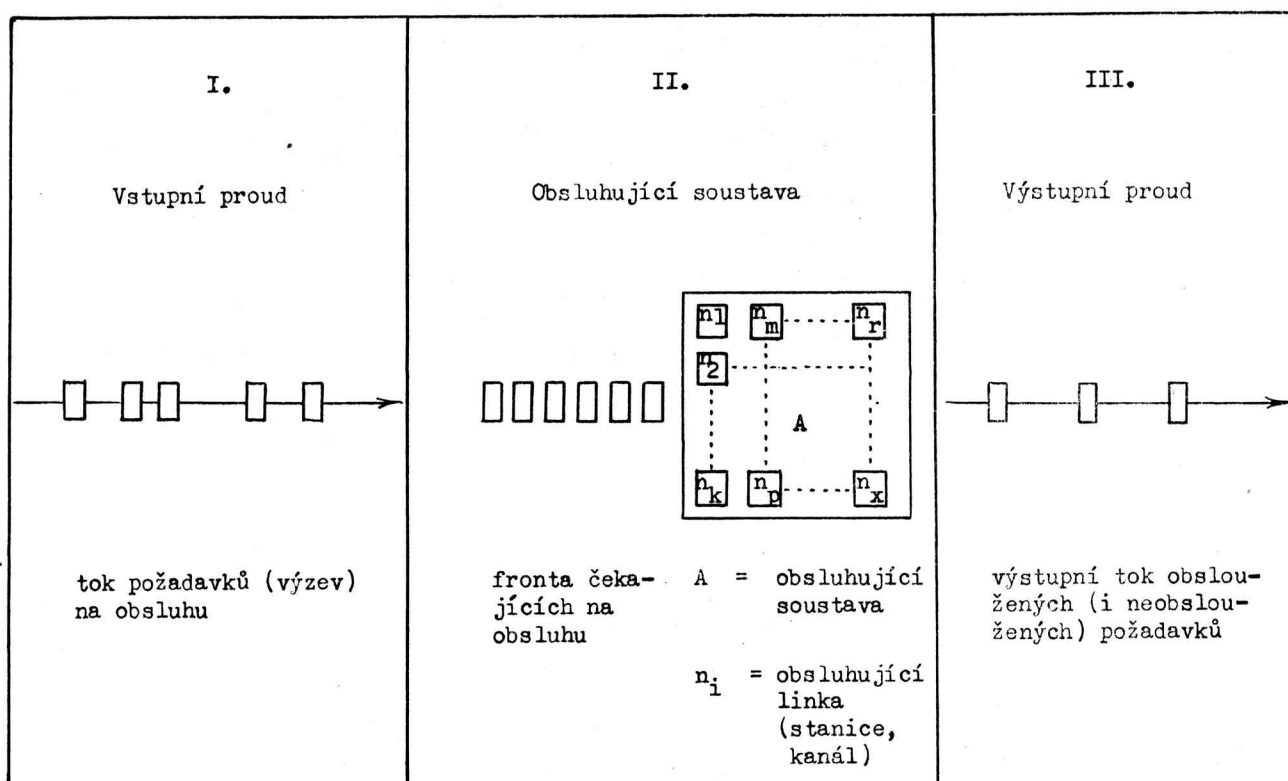 I.
Vstupní proud
tok požadavků (výzev)
na obsluhu
II.
Obsluhující soustava
n1 nm nr
n2
A
nk np nx
fronta čeka-
jících na
obsluhu
A = obsluhující
soustava
ni = obsluhující
linka
(stanice,
kanál)
III.
Výstupní proud
výstupní tok obslou-
žených (i neobslou-
žených) požadavků